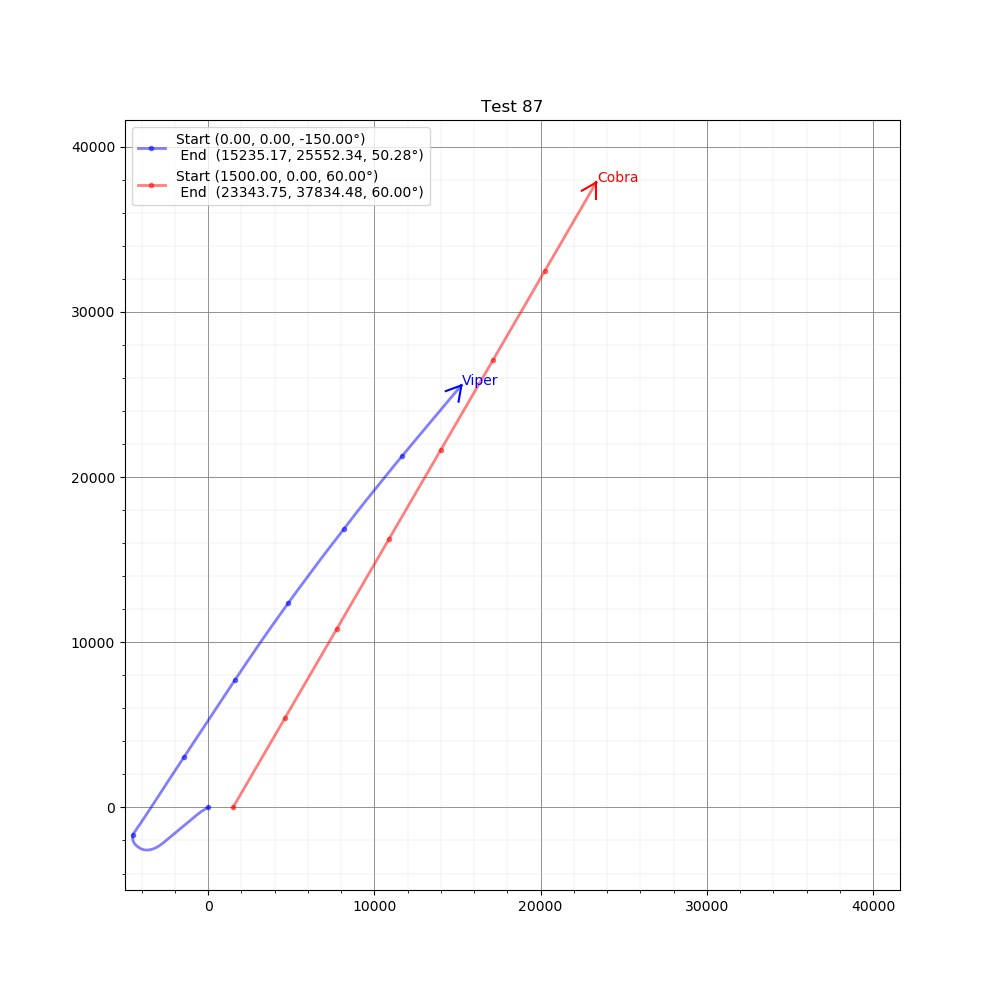 Test 87
Start (0.00, 0.00, -150.00°)
End  (15235.17, 25552.34, 50.28°)
Start (1500.00, 0.00, 60.00°)
End  (23343.75, 37834.48, 60.00°)
Cobra
Viper
40000
30000
20000
10000
0
0
10000
20000
30000
40000